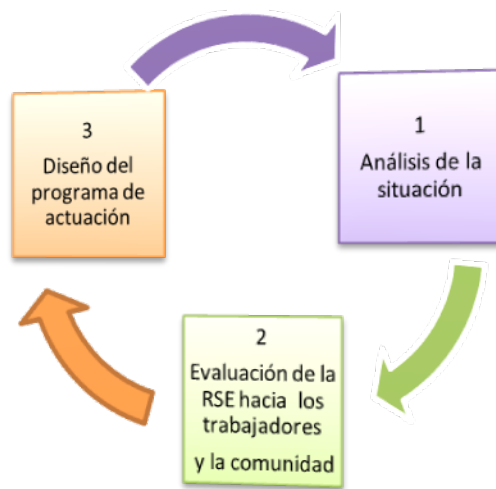 1
Análisis de la
situación
2
Evaluación de la
RSE hacia los
trabajadores
y la comunidad
3
Diseño del
programa de
actuación